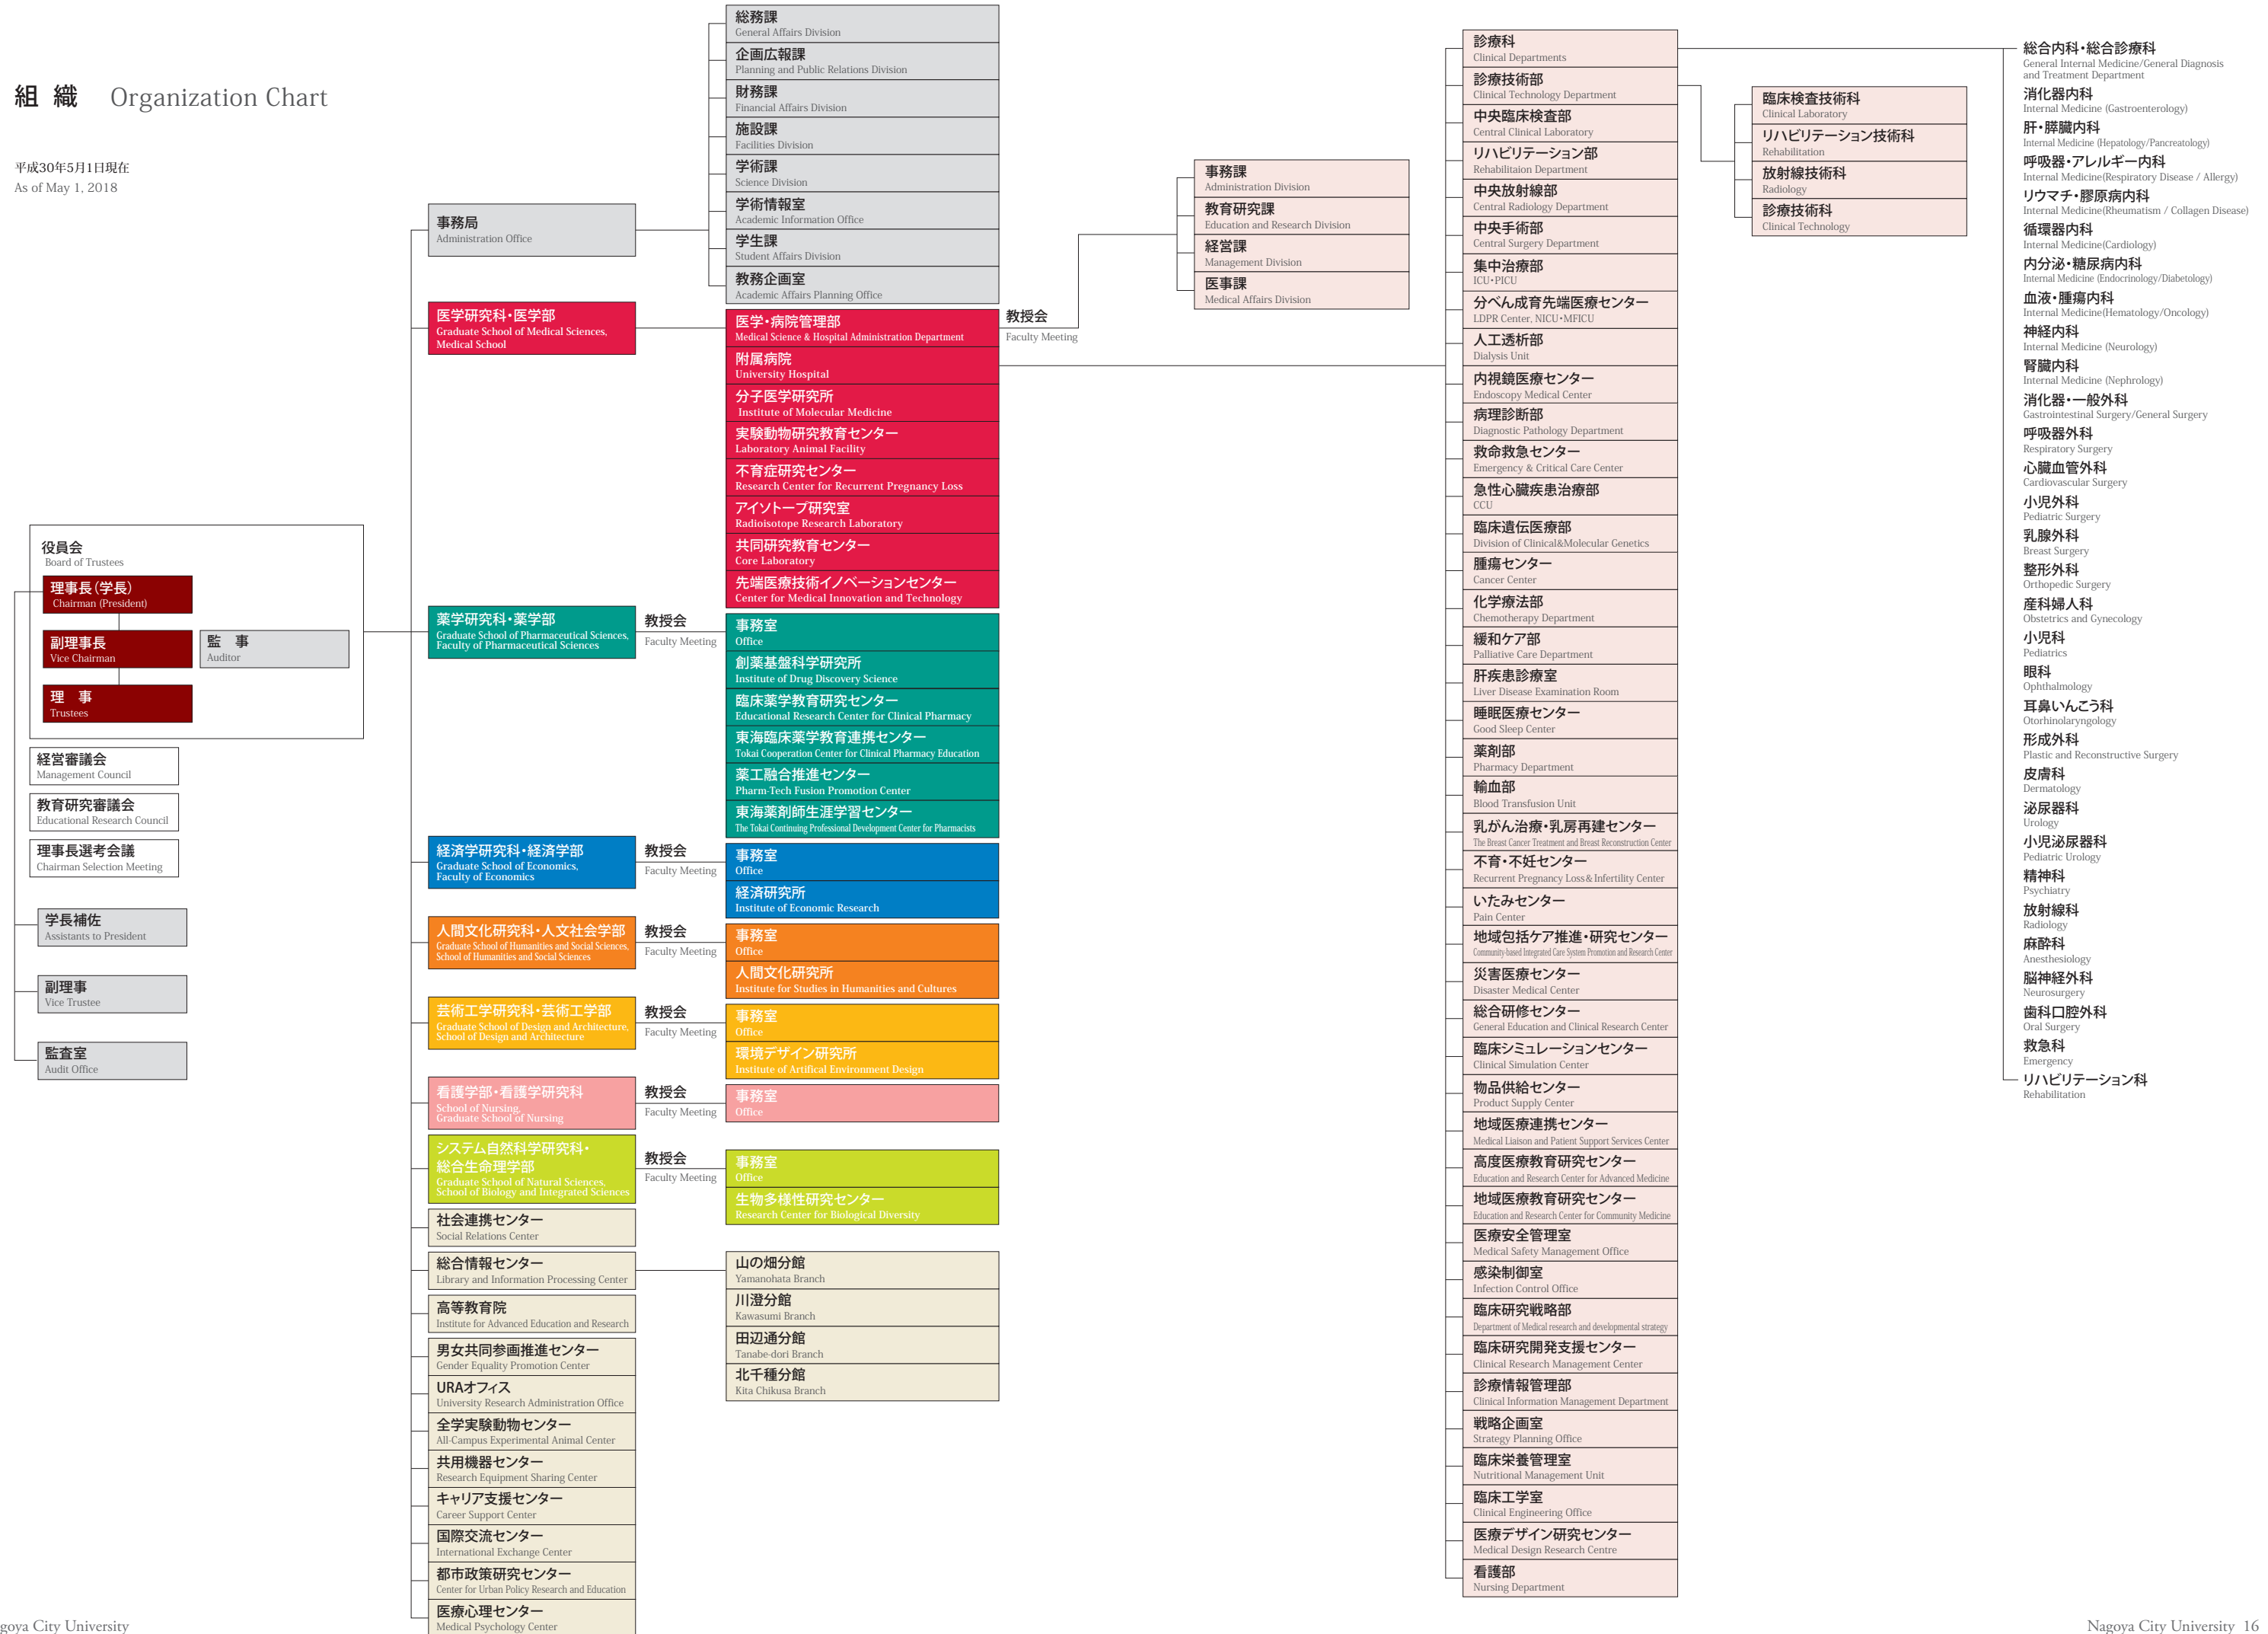 組 織 Organization Chart
平成30年5月1日現在
As of May 1, 2018
役員会
Board of Trustees
理事長(学長)
Chairman (President)
副理事長
Vice Chairman
監 事
Auditor
理 事
Trustees
経営審議会
Management Council
教育研究審議会
Educational Research Council
理事長選考会議
Chairman Selection Meeting
学長補佐
Assistants to President
副理事
Vice Trustee
監査室
Audit Office
事務局
Administration Office
総務課
General Affairs Division
企画広報課
Planning and Public Relations Division
財務課
Financial Affairs Division
施設課
Facilities Division
学術課
Science Division
学術情報室
Academic Information Office
学生課
Student Affairs Division
教務企画室
Academic Affairs Planning Office
医学研究科・医学部
Graduate School of Medical Sciences,
Medical School
医学・病院管理部
Medical Science & Hospital Administration Department
附属病院
University Hospital
分子医学研究所
Institute of Molecular Medicine
実験動物研究教育センター
Laboratory Animal Facility
不育症研究センター
Research Center for Recurrent Pregnancy Loss
アイソトープ研究室
Radioisotope Research Laboratory
共同研究教育センター
Core Laboratory
先端医療技術イノベーションセンター
Center for Medical Innovation and Technology
教授会
Faculty Meeting
事務課
Administration Division
教育研究課
Education and Research Division
経営課
Management Division
医事課
Medical Affairs Division
薬学研究科・薬学部
Graduate School of Pharmaceutical Sciences,
Faculty of Pharmaceutical Sciences
教授会
Faculty Meeting
事務室
Office
創薬基盤科学研究所
Institute of Drug Discovery Science
臨床薬学教育研究センター
Educational Research Center for Clinical Pharmacy
東海臨床薬学教育連携センター
Tokai Cooperation Center for Clinical Pharmacy Education
薬工融合推進センター
Pharm-Tech Fusion Promotion Center
東海薬剤師生涯学習センター
The Tokai Continuing Professional Development Center for Pharmacists
経済学研究科・経済学部
Graduate School of Economics,
Faculty of Economics
教授会
Faculty Meeting
事務室
Office
経済研究所
Institute of Economic Research
人間文化研究科・人文社会学部
Graduate School of Humanities and Social Sciences,
School of Humanities and Social Sciences
教授会
Faculty Meeting
事務室
Office
人間文化研究所
Institute for Studies in Humanities and Cultures
芸術工学研究科・芸術工学部
Graduate School of Design and Architecture,
School of Design and Architecture
教授会
Faculty Meeting
事務室
Office
環境デザイン研究所
Institute of Artifical Environment Design
看護学部・看護学研究科
School of Nursing,
Graduate School of Nursing
教授会
Faculty Meeting
事務室
Office
システム自然科学研究科・
総合生命理学部
Graduate School of Natural Sciences,
School of Biology and Integrated Sciences
教授会
Faculty Meeting
事務室
Office
生物多様性研究センター
Research Center for Biological Diversity
社会連携センター
Social Relations Center
総合情報センター
Library and Information Processing Center
山の畑分館
Yamanohata Branch
川澄分館
Kawasumi Branch
田辺通分館
Tanabe-dori Branch
北千種分館
Kita Chikusa Branch
高等教育院
Institute for Advanced Education and Research
男女共同参画推進センター
Gender Equality Promotion Center
URAオフィス
University Research Administration Office
全学実験動物センター
All-Campus Experimental Animal Center
共用機器センター
Research Equipment Sharing Center
キャリア支援センター
Career Support Center
国際交流センター
International Exchange Center
都市政策研究センター
Center for Urban Policy Research and Education
医療心理センター
Medical Psychology Center
診療科
Clinical Departments
診療技術部
Clinical Technology Department
中央臨床検査部
Central Clinical Laboratory
リハビリテーション部
Rehabilitaion Department
中央放射線部
Central Radiology Department
中央手術部
Central Surgery Department
集中治療部
ICU・PICU
分べん成育先端医療センター
LDPR Center, NICU・MFICU
人工透析部
Dialysis Unit
内視鏡医療センター
Endoscopy Medical Center
病理診断部
Diagnostic Pathology Department
救命救急センター
Emergency & Critical Care Center
急性心臓疾患治療部
CCU
臨床遺伝医療部
Division of Clinical&Molecular Genetics
腫瘍センター
Cancer Center
化学療法部
Chemotherapy Department
緩和ケア部
Palliative Care Department
肝疾患診療室
Liver Disease Examination Room
睡眠医療センター
Good Sleep Center
薬剤部
Pharmacy Department
輸血部
Blood Transfusion Unit
乳がん治療・乳房再建センター
The Breast Cancer Treatment and Breast Reconstruction Center
不育・不妊センター
Recurrent Pregnancy Loss& Infertility Center
いたみセンター
Pain Center
地域包括ケア推進・研究センター
Community-based Integrated Care System Promotion and Research Center
災害医療センター
Disaster Medical Center
総合研修センター
General Education and Clinical Research Center
臨床シミュレーションセンター
Clinical Simulation Center
物品供給センター
Product Supply Center
地域医療連携センター
Medical Liaison and Patient Support Services Center
高度医療教育研究センター
Education and Research Center for Advanced Medicine
地域医療教育研究センター
Education and Research Center for Community Medicine
医療安全管理室
Medical Safety Management Office
感染制御室
Infection Control Office
臨床研究戦略部
Department of Medical research and developmental strategy
臨床研究開発支援センター
Clinical Research Management Center
診療情報管理部
Clinical Information Management Department
戦略企画室
Strategy Planning Office
臨床栄養管理室
Nutritional Management Unit
臨床工学室
Clinical Engineering Office
医療デザイン研究センター
Medical Design Research Centre
看護部
Nursing Department
臨床検査技術科
Clinical Laboratory
リハビリテーション技術科
Rehabilitation
放射線技術科
Radiology
診療技術科
Clinical Technology
総合内科・総合診療科
General Internal Medicine/General Diagnosis
and Treatment Department
消化器内科
Internal Medicine (Gastroenterology)
肝・膵臓内科
Internal Medicine (Hepatology/Pancreatology)
呼吸器・アレルギー内科
Internal Medicine(Respiratory Disease / Allergy)
リウマチ・膠原病内科
Internal Medicine(Rheumatism / Collagen Disease)
循環器内科
Internal Medicine(Cardiology)
内分泌・糖尿病内科
Internal Medicine (Endocrinology/Diabetology)
血液・腫瘍内科
Internal Medicine(Hematology/Oncology)
神経内科
Internal Medicine (Neurology)
腎臓内科
Internal Medicine (Nephrology)
消化器・一般外科
Gastrointestinal Surgery/General Surgery
呼吸器外科
Respiratory Surgery
心臓血管外科
Cardiovascular Surgery
小児外科
Pediatric Surgery
乳腺外科
Breast Surgery
整形外科
Orthopedic Surgery
産科婦人科
Obstetrics and Gynecology
小児科
Pediatrics
眼科
Ophthalmology
耳鼻いんこう科
Otorhinolaryngology
形成外科
Plastic and Reconstructive Surgery
皮膚科
Dermatology
泌尿器科
Urology
小児泌尿器科
Pediatric Urology
精神科
Psychiatry
放射線科
Radiology
麻酔科
Anesthesiology
脳神経外科
Neurosurgery
歯科口腔外科
Oral Surgery
救急科
Emergency
リハビリテーション科
Rehabilitation
goya City University
Nagoya City University 16